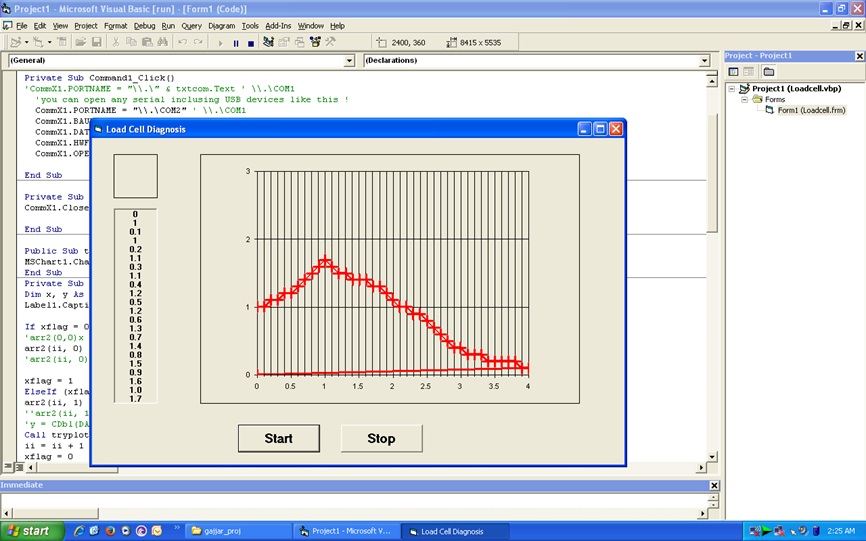 Project1 - Microsoft Visual Basic [run] - [Form1 (Code)]
File Edit View Project Format Debug Run Query Diagram Tools Add-Ins Window Help
2400, 360 8415 x 5535
(General) (Declarations)
Private Sub Command1_Click()
'CommX1.PORTNAME = "\\.\" & txtcom.Text ' \\.\COM1
'you can open any serial inclusing USB devices like this !
CommX1.PORTNAME = "\\.\COM2" ' \\.\COM1
CommX1.BAU
CommX1.DAT
CommX1.HWF
CommX1.OPE
End Sub
Private Sub
CommX1.Close
End Sub
Public Sub t
MSChart1.Cha
End Sub
Private Sub
Dim x, y As
Label1.Capti
If xflag = 0
'arr2(0,0)x
arr2(ii, 0)
'arr2(ii, 0)
xflag = 1
ElseIf (xfla
arr2(ii, 1)
''arr2(ii, 1
'y = CDbl(DA
Call tryplot
ii = ii + 1
xflag = 0
Load Cell Diagnosis
0
1
0.1
1
0.2
1.1
0.3
1.1
0.4
1.2
0.5
1.2
0.6
1.3
0.7
1.4
0.8
1.5
0.9
1.6
1.0
1.7
3
2
1
0
0 0.5 1 1.5 2 2.5 3 3.5 4
Start Stop
Project - Project1
Project1 (Loadcell.vbp)
Forms
Form1 (Loadcell.frm)
Immediate
start gajjar_proj Project1 - Microsoft V... Load Cell Diagnosis 2:25 AM